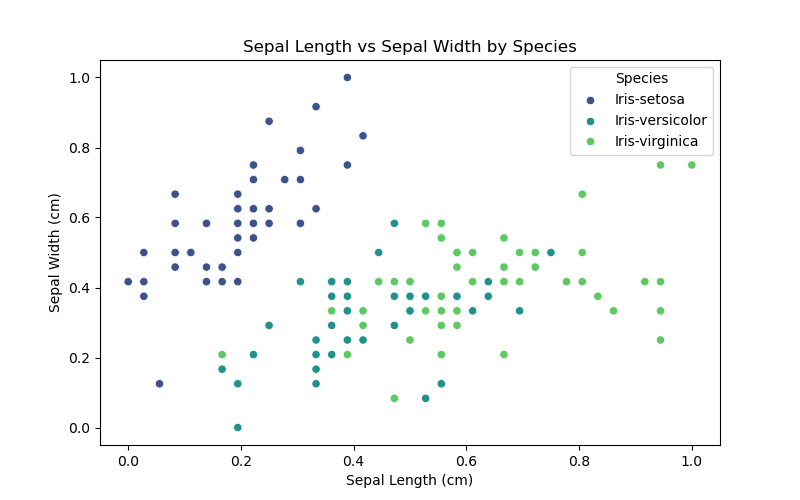 Sepal Length vs Sepal Width by Species
Species
Iris-setosa
Iris-versicolor
Iris-virginica
Sepal Width (cm)
1.0
0.8
0.6
0.4
0.2
0.0
0.0 0.2 0.4 0.6 0.8 1.0
Sepal Length (cm)